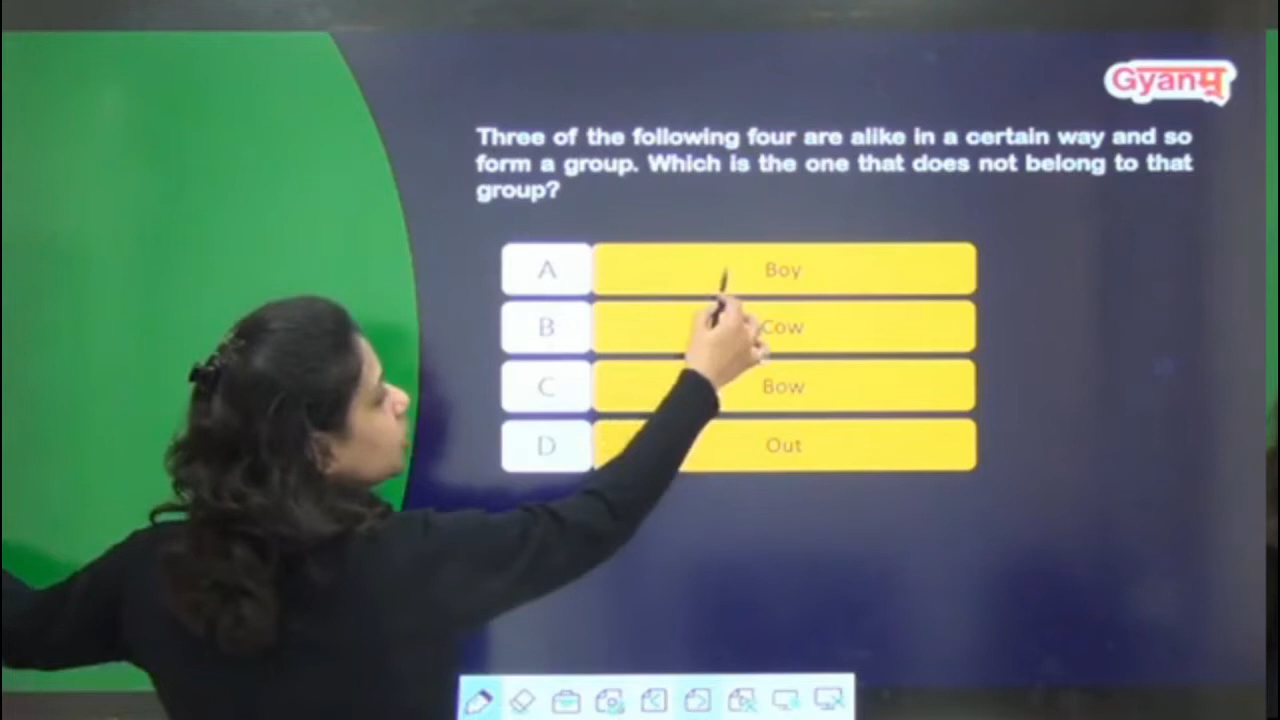 Gyanम्
Three of the following four are alike in a certain way and so
form a group. Which is the one that does not belong to that
group?
A Boy
B Cow
C Bow
D Out